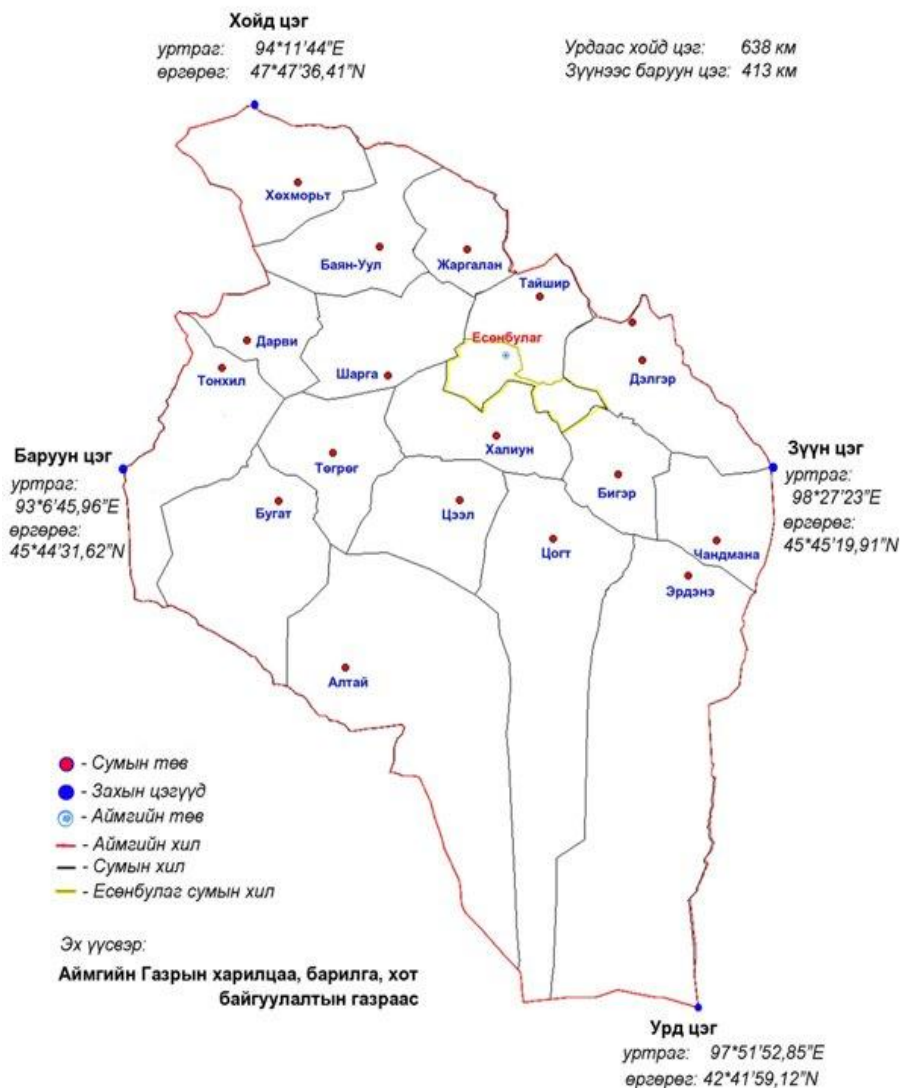 Хойд цэг
уртраг: 94*11'44"E
өргөрөг: 47*47'36,41"N
Урдаас хойд цэг: 638 км
Зүүнээс баруун цэг: 413 км
Хөхморьт
Баян-Уул
Жаргалан
Тайшир
Есөнбулаг
Дарви
Тонхил
Шарга
Дэлгэр
Халиун
Төгрөг
Бугат
Цээл
Бигэр
Цогт
Чандмана
Эрдэнэ
Алтай
Баруун цэг
уртраг:
93*6'45,96"E
өргөрөг:
45*44'31,62"N
Зүүн цэг
уртраг:
98*27'23"E
өргөрөг:
45*45'19,91"N
- Сумын төв
- Захын цэгүүд
- Аймгийн төв
- Аймгийн хил
- Сумын хил
- Есөнбулаг сумын хил
Эх үүсвэр:
Аймгийн Газрын харилцаа, барилга, хот
байгуулалтын газраас
Урд цэг
уртраг: 97*51'52,85"E
өргөрөг: 42*41'59,12"N